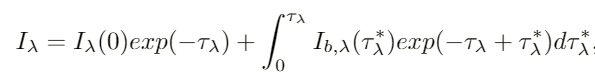 I_λ = I_λ(0)exp(−τ_λ) + ∫_0^{τ_λ} I_{b,λ}(τ_λ^*)exp(−τ_λ + τ_λ^*)dτ_λ^*,